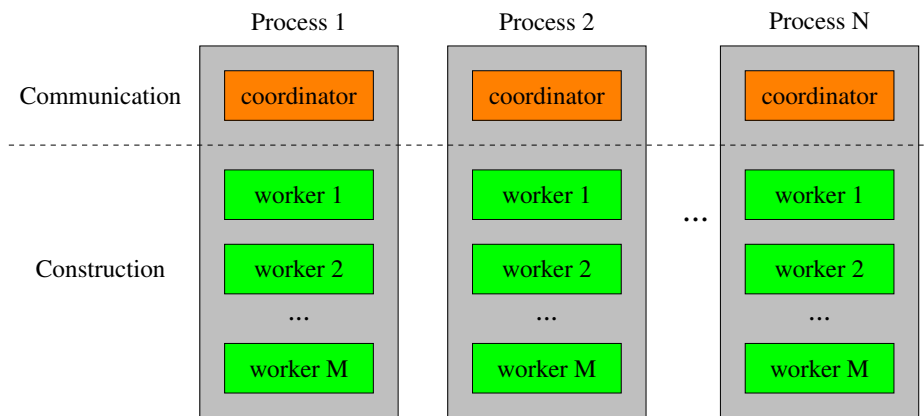 Process 1 Process 2 Process N
Communication coordinator coordinator coordinator
worker 1 worker 1 worker 1
...
Construction worker 2 worker 2 worker 2
... ... ...
worker M worker M worker M